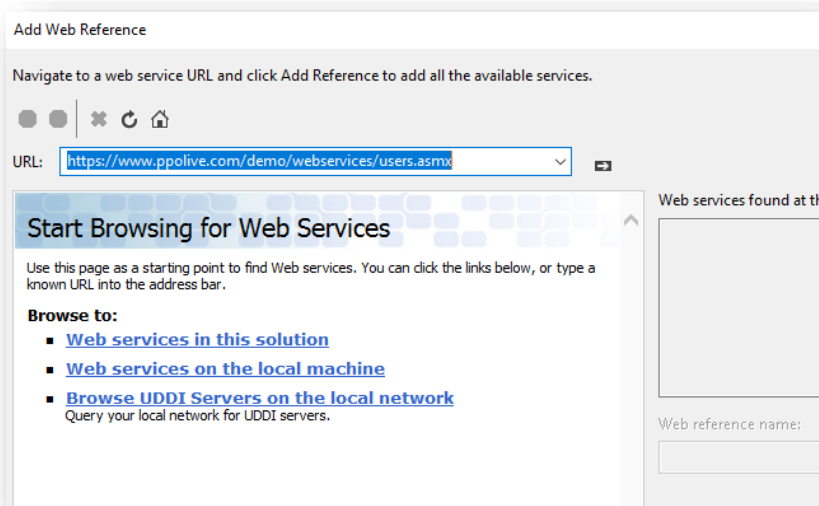 Add Web Reference
Navigate to a web service URL and click Add Reference to add all the available services.
URL: https://www.ppolive.com/demo/webservices/users.asmx
Web services found at th
Start Browsing for Web Services
Use this page as a starting point to find Web services. You can click the links below, or type a
known URL into the address bar.
Browse to:
Web services in this solution
Web services on the local machine
Browse UDDI Servers on the local network
Query your local network for UDDI servers.
Web reference name: